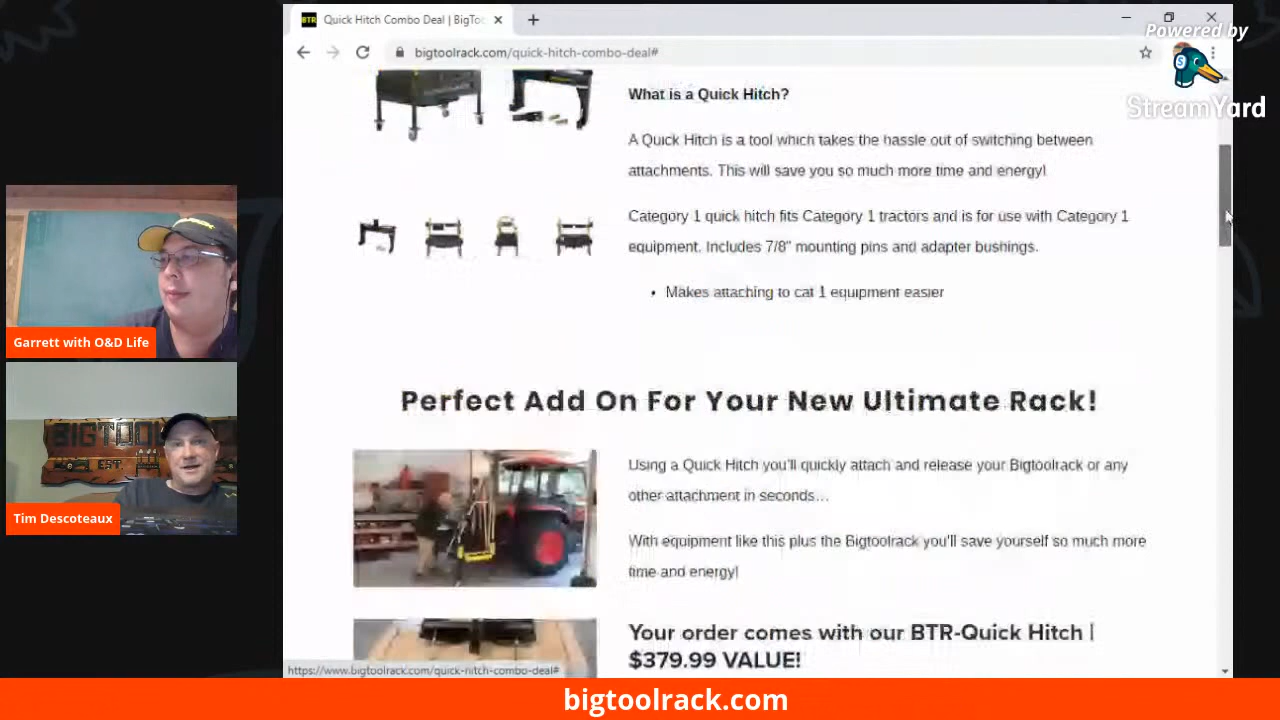 BTR Quick Hitch Combo Deal | BigToo
bigtoolrack.com/quick-hitch-combo-deal#
Powered by
StreamYard
What is a Quick Hitch?
A Quick Hitch is a tool which takes the hassle out of switching between
attachments. This will save you so much more time and energy!
Category 1 quick hitch fits Category 1 tractors and is for use with Category 1
equipment. Includes 7/8" mounting pins and adapter bushings.
• Makes attaching to cat 1 equipment easier
Perfect Add On For Your New Ultimate Rack!
Using a Quick Hitch you'll quickly attach and release your Bigtoolrack or any
other attachment in seconds...
With equipment like this plus the Bigtoolrack you'll save yourself so much more
time and energy!
Your order comes with our BTR-Quick Hitch |
$379.99 VALUE!
https://www.bigtoolrack.com/quick-hitch-combo-deal#
Garrett with O&D Life
BIGTOOL
EST.
Tim Descoteaux
bigtoolrack.com